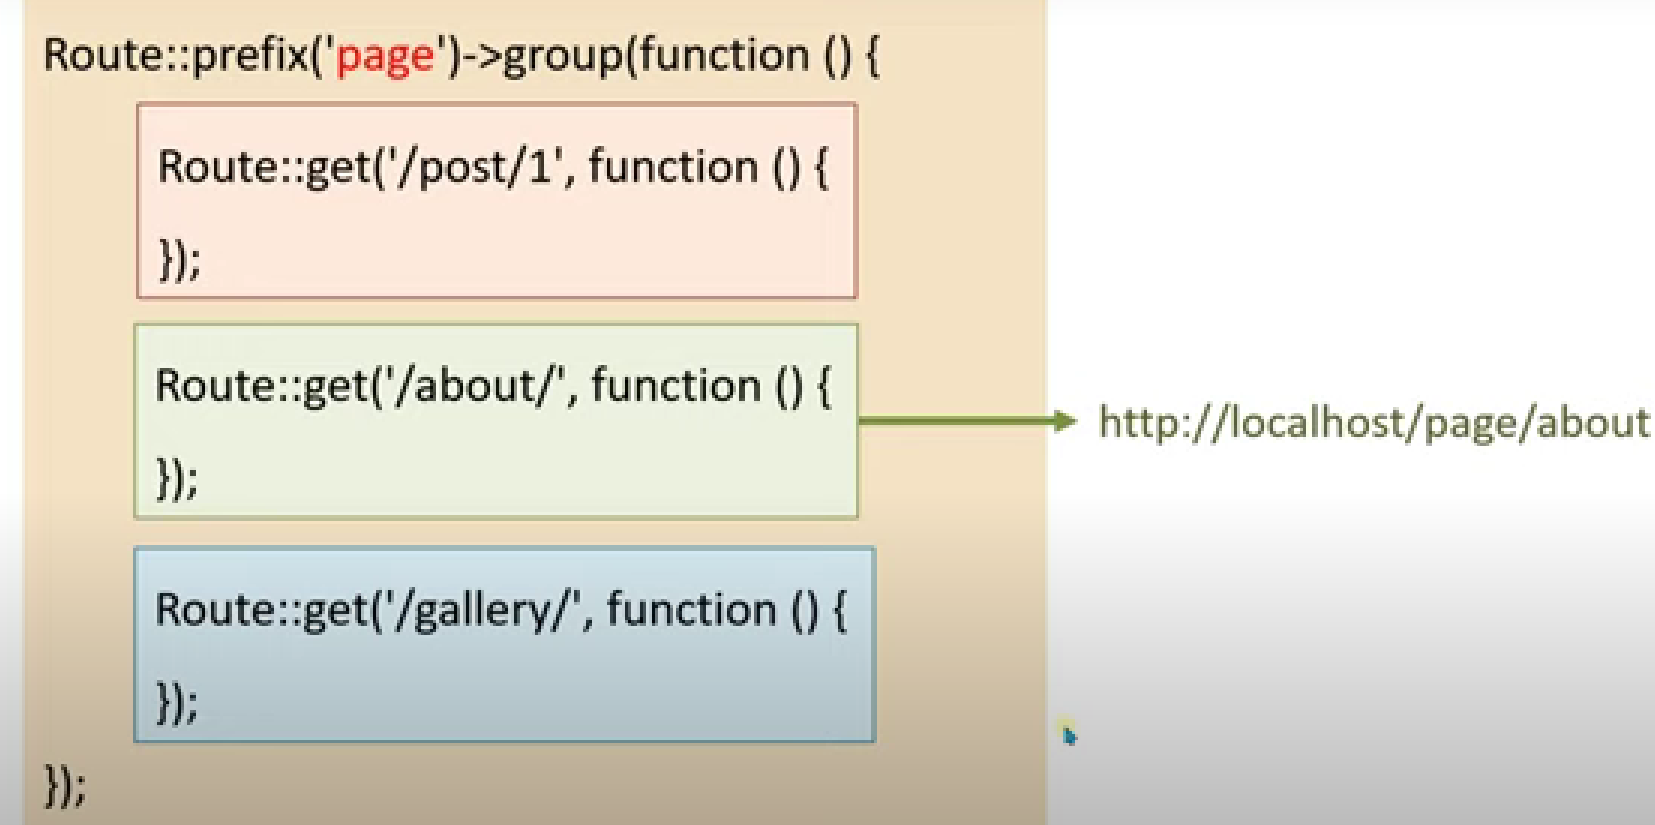 Route::prefix('page')->group(function () {
Route::get('/post/1', function () {
});
Route::get('/about/', function () {
});
http://localhost/page/about
Route::get('/gallery/', function () {
});
});